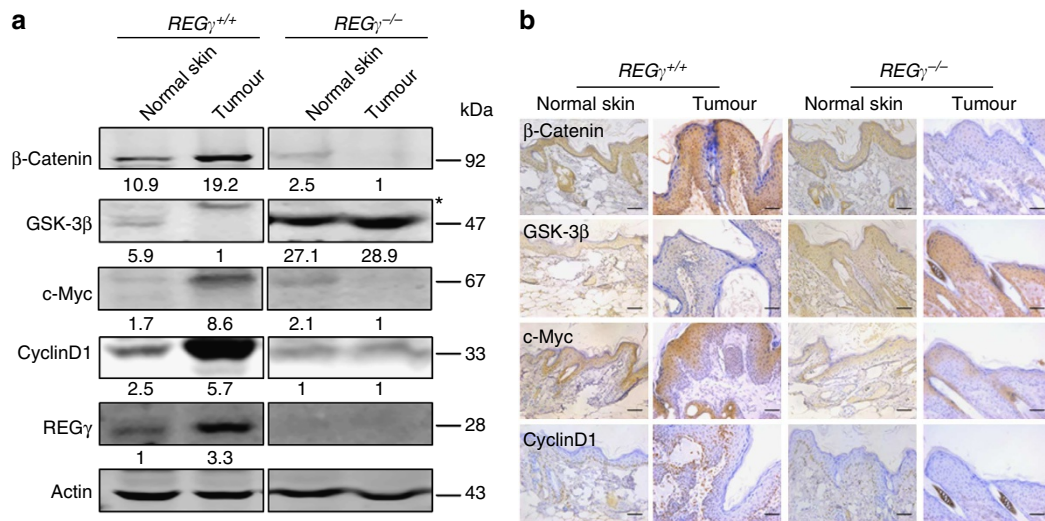 a
REGγ+/+ REGγ−/−
Normal skin Tumour Normal skin Tumour
kDa
β-Catenin 92
10.9 19.2 2.5 1
*
GSK-3β 47
5.9 1 27.1 28.9
c-Myc 67
1.7 8.6 2.1 1
CyclinD1 33
2.5 5.7 1 1
REGγ 28
1 3.3
Actin 43
b
REGγ+/+ REGγ−/−
Normal skin Tumour Normal skin Tumour
β-Catenin
GSK-3β
c-Myc
CyclinD1